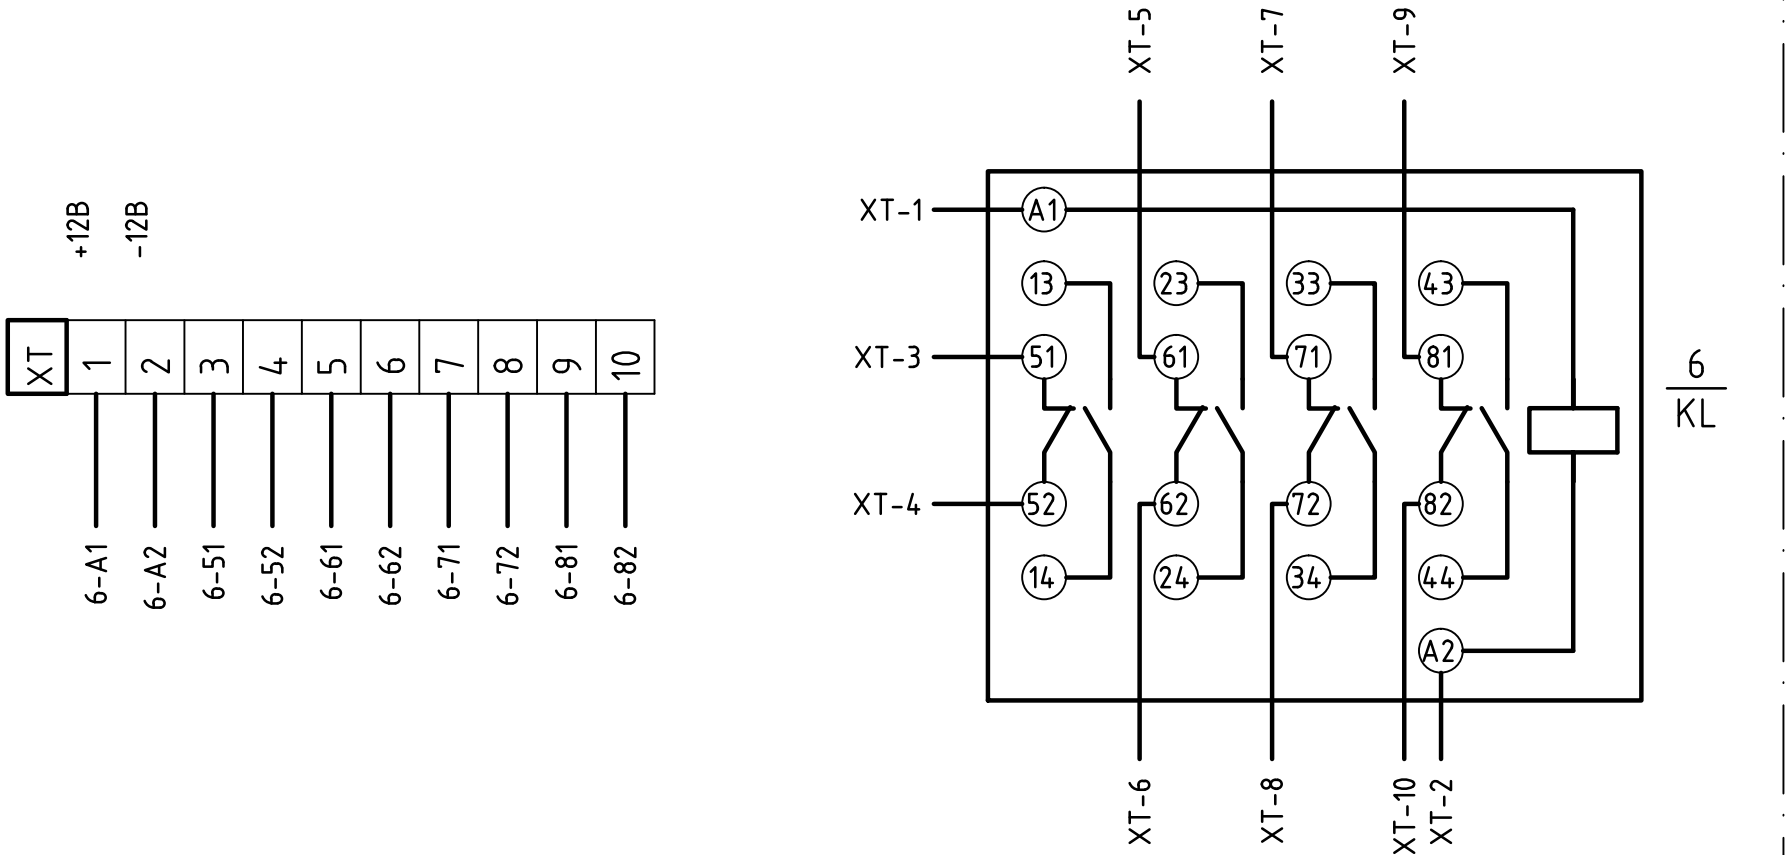 +12В
-12В
XT 1 2 3 4 5 6 7 8 9 10
6-A1 6-A2 6-51 6-52 6-61 6-62 6-71 6-72 6-81 6-82
XT-5 XT-7 XT-9
XT-1 A1
13 23 33 43
XT-3 51 61 71 81
6
KL
XT-4 52 62 72 82
14 24 34 44
A2
XT-6 XT-8 XT-10 XT-2